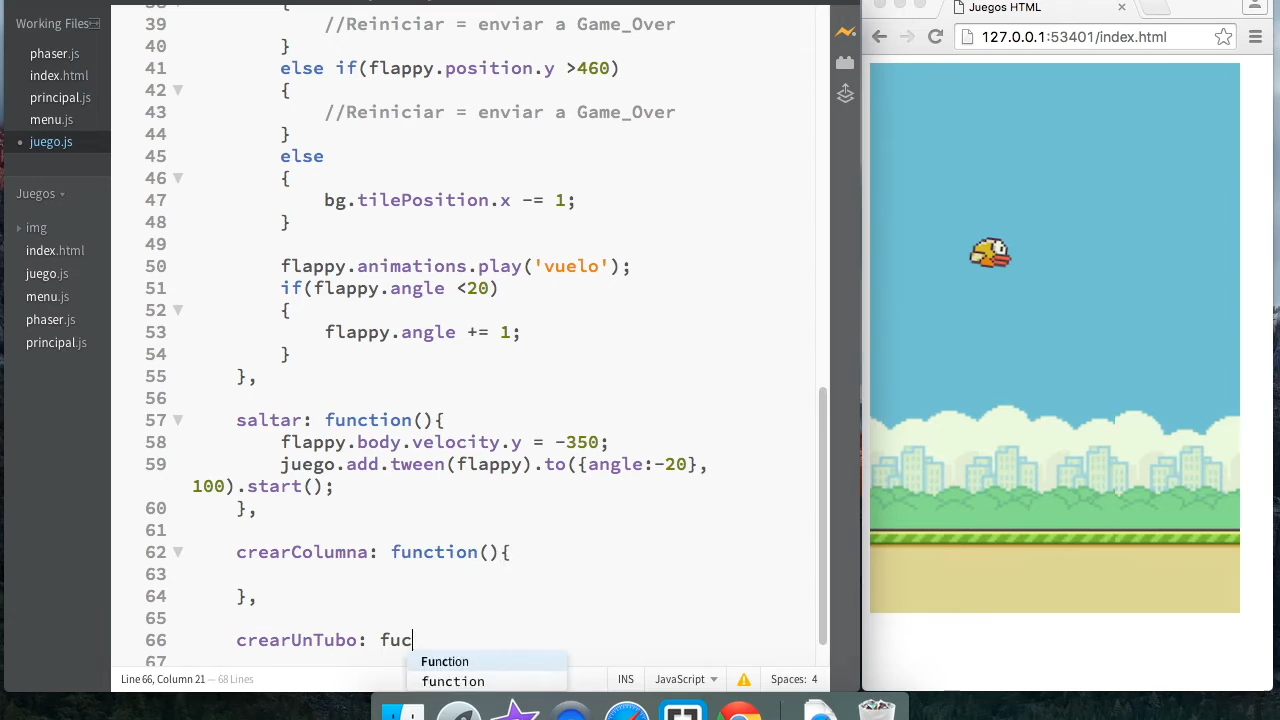 Working Files
phaser.js
index.html
principal.js
menu.js
juego.js
Juegos
img
index.html
juego.js
menu.js
phaser.js
principal.js
39 //Reiniciar = enviar a Game_Over
40 }
41 else if(flappy.position.y >460)
42 {
43 //Reiniciar = enviar a Game_Over
44 }
45 else
46 {
47 bg.tilePosition.x -= 1;
48 }
49
50 flappy.animations.play('vuelo');
51 if(flappy.angle <20)
52 {
53 flappy.angle += 1;
54 }
55 },
56
57 saltar: function(){
58 flappy.body.velocity.y = -350;
59 juego.add.tween(flappy).to({angle:-20},
100).start();
60 },
61
62 crearColumna: function(){
63
64 },
65
66 crearUnTubo: fuc
67
Function
function
Line 66, Column 21 — 68 Lines
INS
JavaScript
Spaces: 4
Juegos HTML
127.0.0.1:53401/index.html